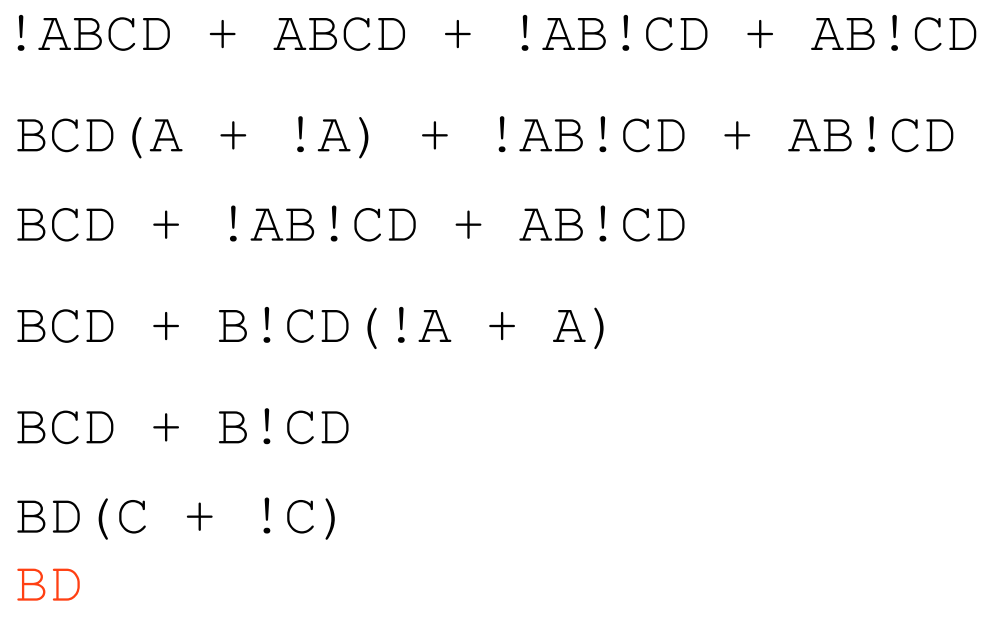 !ABCD + ABCD + !AB!CD + AB!CD
BCD(A + !A) + !AB!CD + AB!CD
BCD + !AB!CD + AB!CD
BCD + B!CD(!A + A)
BCD + B!CD
BD(C + !C)
BD